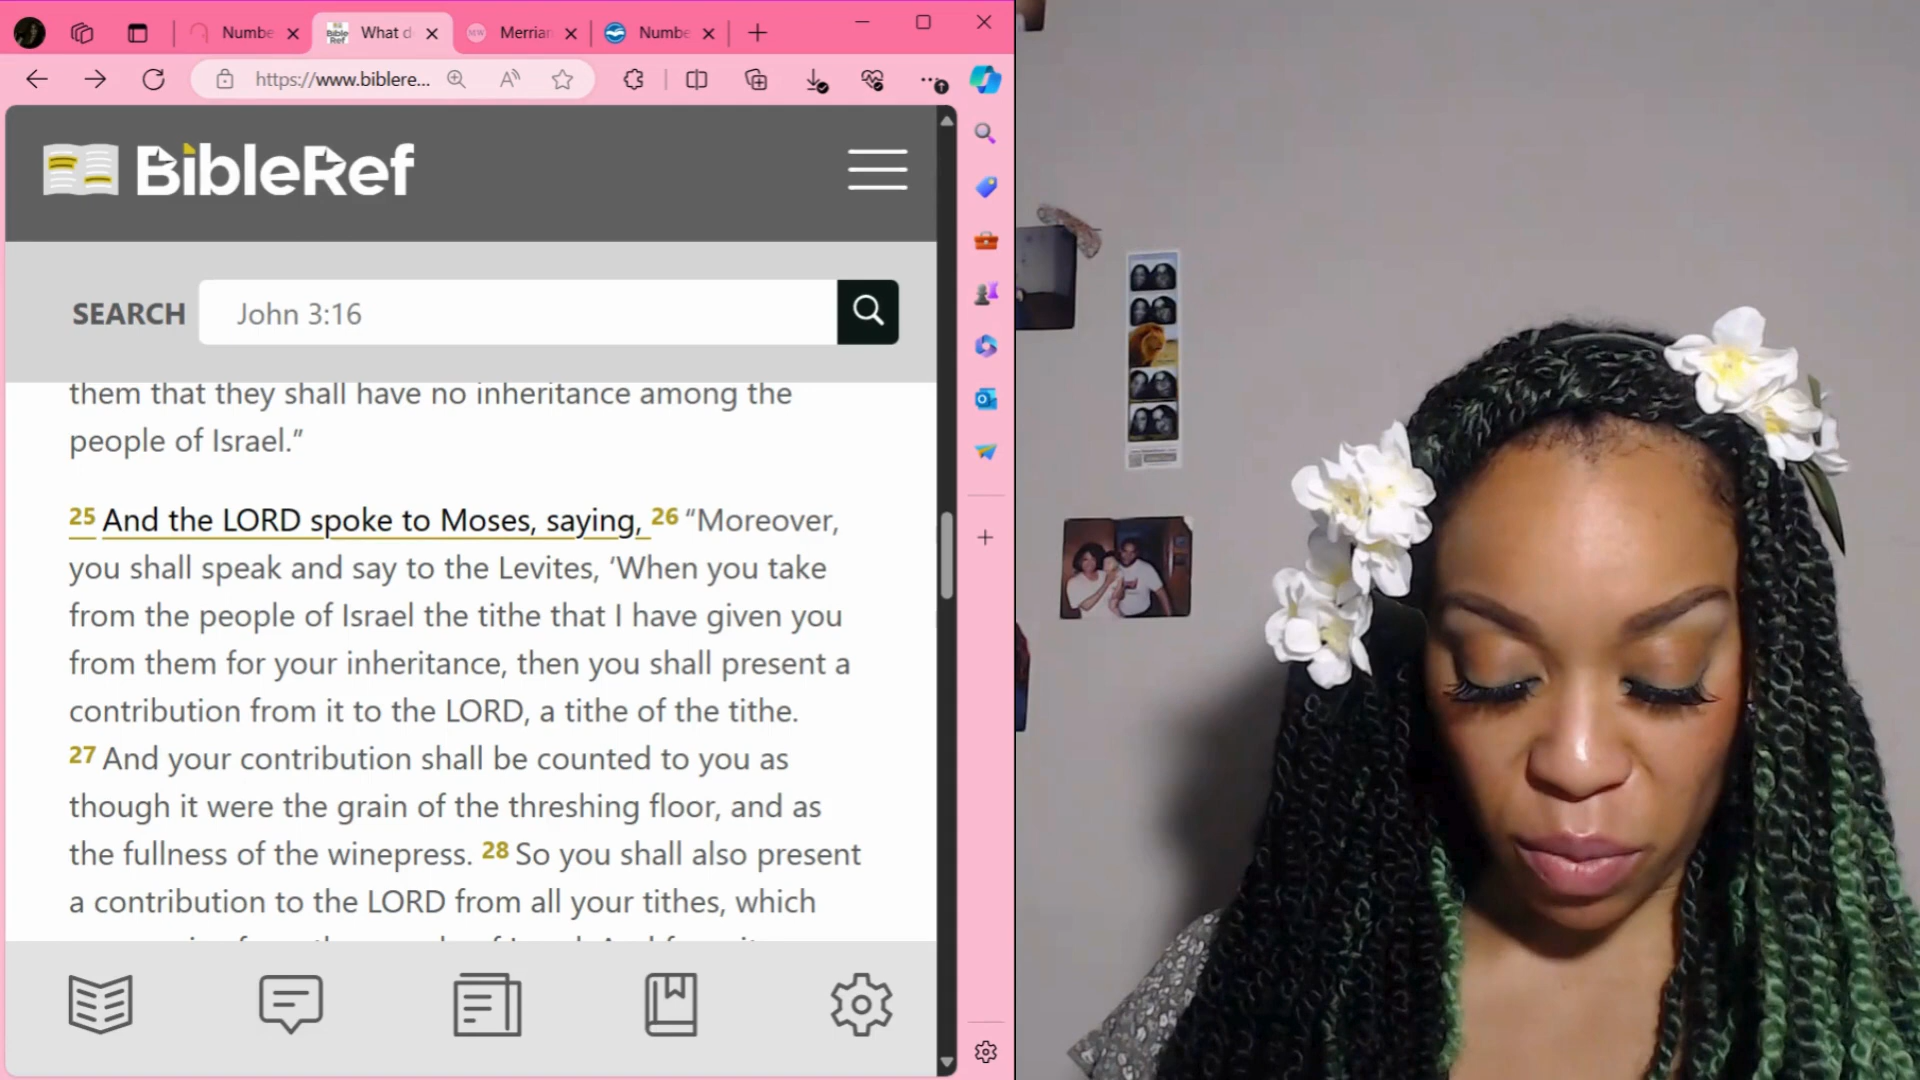 Numbe
What d
Merrian
Numbe
https://www.biblere...
BibleRef
SEARCH
John 3:16
them that they shall have no inheritance among the
people of Israel.”
25 And the LORD spoke to Moses, saying, 26 “Moreover,
you shall speak and say to the Levites, ‘When you take
from the people of Israel the tithe that I have given you
from them for your inheritance, then you shall present a
contribution from it to the LORD, a tithe of the tithe.
27 And your contribution shall be counted to you as
though it were the grain of the threshing floor, and as
the fullness of the winepress. 28 So you shall also present
a contribution to the LORD from all your tithes, which